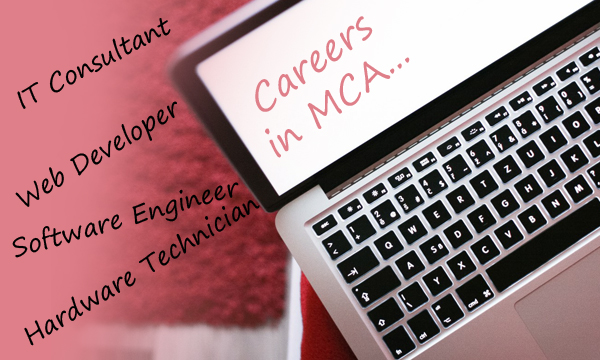 IT Consultant
Web Developer
Software Engineer
Hardware Technician
Careers
in MCA...
Q W E R T Z U
A S D F G H J K L
Y X C V B N M